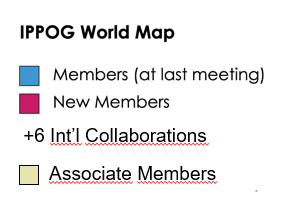 IPPOG World Map
Members (at last meeting)
New Members
+6 Int'l Collaborations
Associate Members